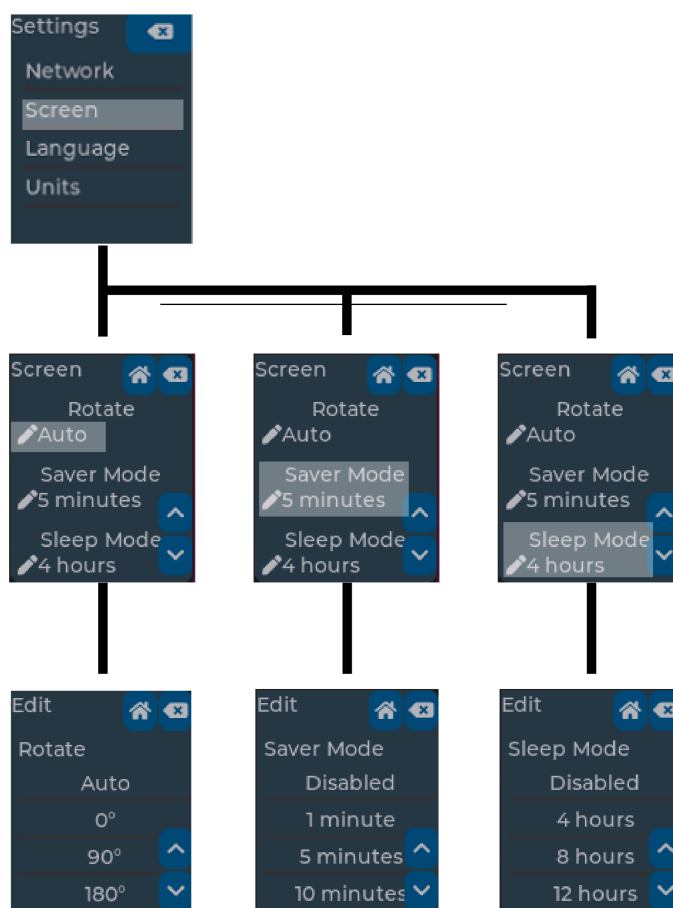 Settings
Network
Screen
Language
Units
Screen
Rotate
Auto
Saver Mode
5 minutes
Sleep Mode
4 hours
Screen
Rotate
Auto
Saver Mode
5 minutes
Sleep Mode
4 hours
Screen
Rotate
Auto
Saver Mode
5 minutes
Sleep Mode
4 hours
Edit
Rotate
Auto
0°
90°
180°
Edit
Saver Mode
Disabled
1 minute
5 minutes
10 minutes
Edit
Sleep Mode
Disabled
4 hours
8 hours
12 hours